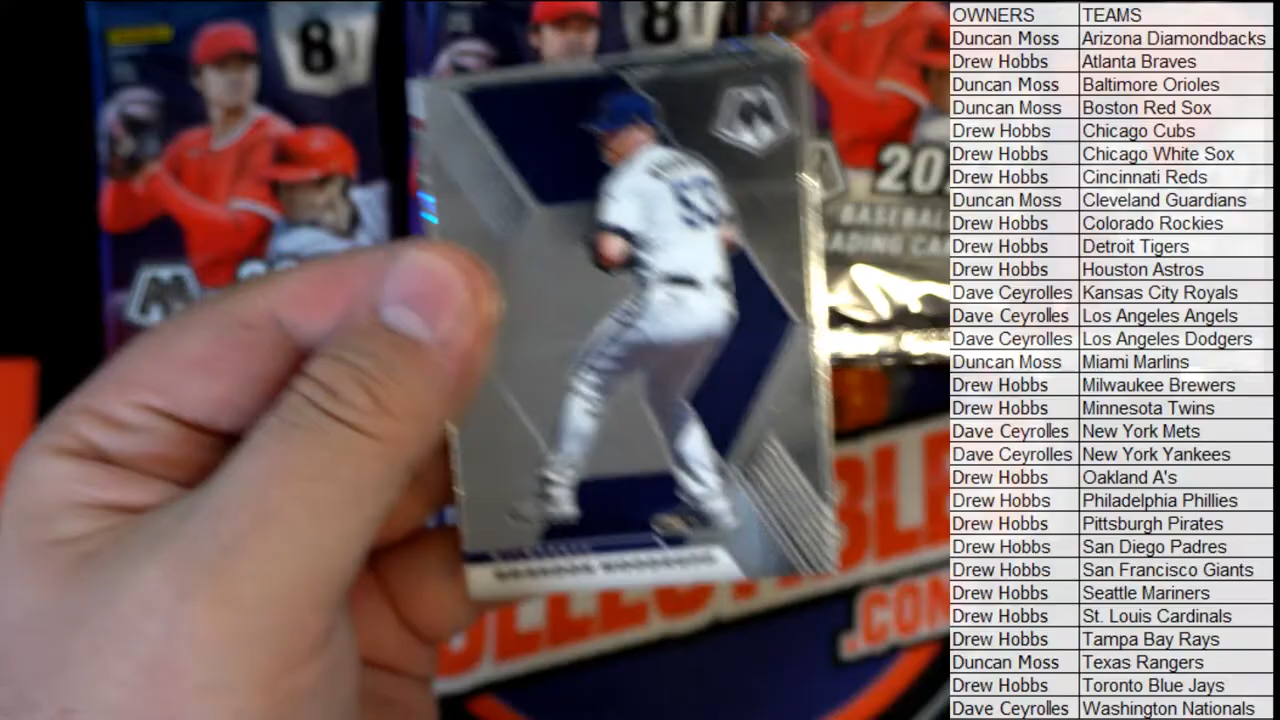 OWNERS TEAMS
Duncan Moss Arizona Diamondbacks
Drew Hobbs Atlanta Braves
Duncan Moss Baltimore Orioles
Duncan Moss Boston Red Sox
Drew Hobbs Chicago Cubs
Drew Hobbs Chicago White Sox
Drew Hobbs Cincinnati Reds
Duncan Moss Cleveland Guardians
Drew Hobbs Colorado Rockies
Drew Hobbs Detroit Tigers
Drew Hobbs Houston Astros
Dave Ceyrolles Kansas City Royals
Dave Ceyrolles Los Angeles Angels
Dave Ceyrolles Los Angeles Dodgers
Duncan Moss Miami Marlins
Drew Hobbs Milwaukee Brewers
Drew Hobbs Minnesota Twins
Dave Ceyrolles New York Mets
Dave Ceyrolles New York Yankees
Drew Hobbs Oakland A's
Drew Hobbs Philadelphia Phillies
Drew Hobbs Pittsburgh Pirates
Drew Hobbs San Diego Padres
Drew Hobbs San Francisco Giants
Drew Hobbs Seattle Mariners
Drew Hobbs St. Louis Cardinals
Drew Hobbs Tampa Bay Rays
Duncan Moss Texas Rangers
Drew Hobbs Toronto Blue Jays
Dave Ceyrolles Washington Nationals
8
8
20
BASEBALL
ADING CA
53
M
.CON